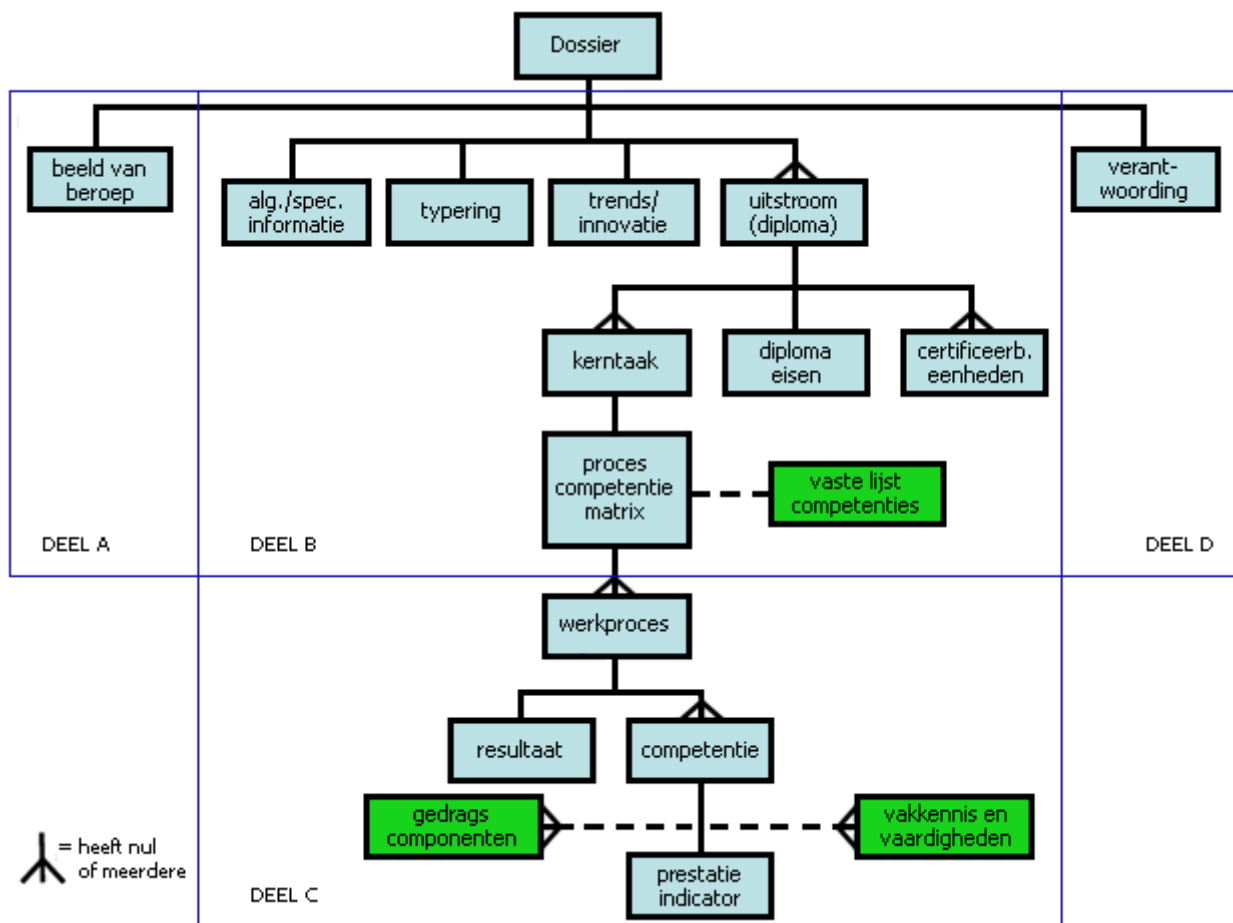 Dossier
beeld van
beroep
alg./spec.
informatie
typering
trends/
innovatie
uitstroom
(diploma)
verant-
woording
kerntaak
diploma
eisen
certificeerb.
eenheden
proces
competentie
matrix
vaste lijst
competenties
DEEL A
DEEL B
DEEL D
werkproces
resultaat
competentie
gedrags
componenten
vakkennis en
vaardigheden
prestatie
indicator
= heeft nul
of meerdere
DEEL C